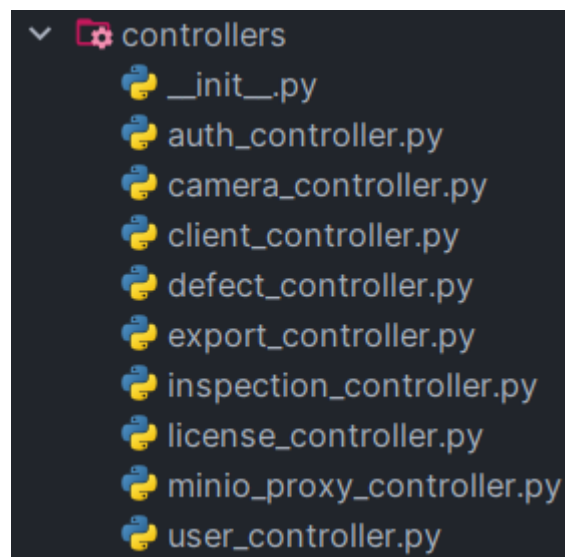 controllers
__init__.py
auth_controller.py
camera_controller.py
client_controller.py
defect_controller.py
export_controller.py
inspection_controller.py
license_controller.py
minio_proxy_controller.py
user_controller.py